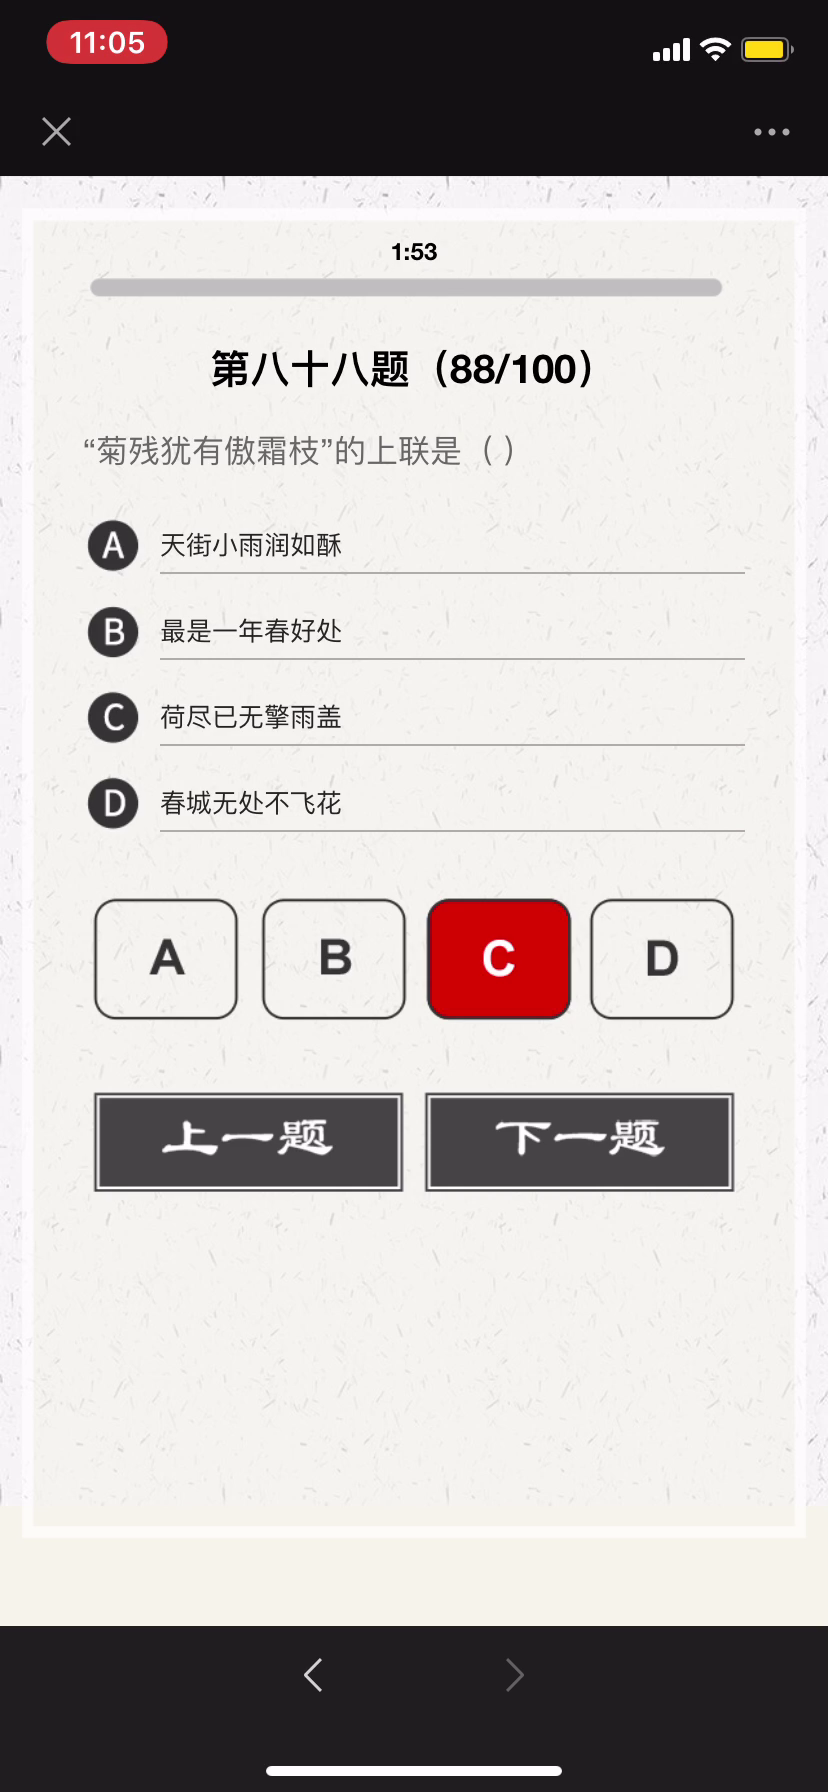 11:05
1:53
第八十八题（88/100）
“菊残犹有傲霜枝”的上联是（ ）
A 天街小雨润如酥
B 最是一年春好处
C 荷尽已无擎雨盖
D 春城无处不飞花
A B C D
上一题 下一题